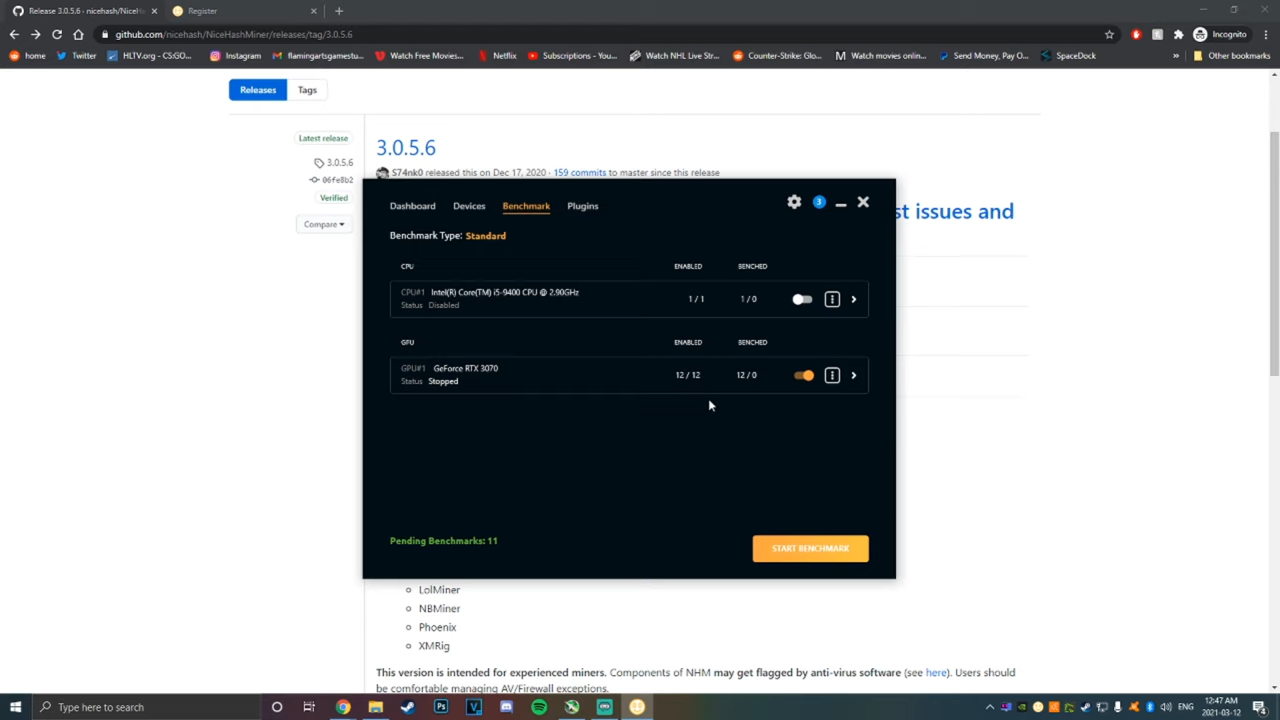 Release 3.0.5.6 · nicehash/NiceH
Register
github.com/nicehash/NiceHashMiner/releases/tag/3.0.5.6
Incognito
home
Twitter
HLTV.org - CS:GO...
Instagram
flamingartsgamestu...
Watch Free Movies...
Netflix
Subscriptions - You...
Watch NHL Live Str...
Counter-Strike: Glo...
Watch movies onlin...
Send Money, Pay O...
SpaceDock
»
Other bookmarks
Releases
Tags
Latest release
3.0.5.6
3.0.5.6
S74nk0 released this on Dec 17, 2020 · 159 commits to master since this release
06fe8b2
Verified
Compare
st issues and
Dashboard
Devices
Benchmark
Plugins
3
Benchmark Type: Standard
CPU
ENABLED
BENCHED
CPU#1 Intel(R) Core(TM) i5-9400 CPU @ 2.90GHz
Status Disabled
1 / 1
1 / 0
GPU
ENABLED
BENCHED
GPU#1 GeForce RTX 3070
Status Stopped
12 / 12
12 / 0
Pending Benchmarks: 11
START BENCHMARK
LolMiner
NBMiner
Phoenix
XMRig
This version is intended for experienced miners. Components of NHM may get flagged by anti-virus software (see here). Users should
be comfortable managing AV/Firewall exceptions.
Type here to search
ENG
12:47 AM
2021-03-12